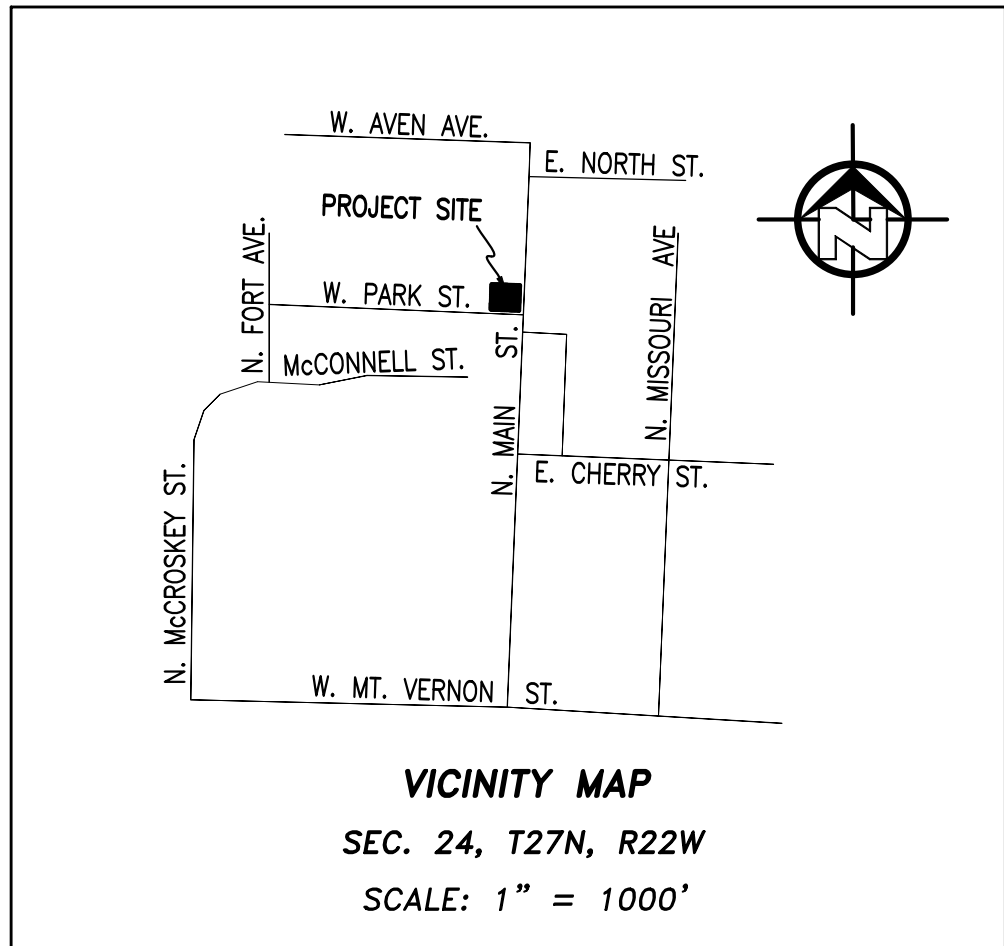 W. AVEN AVE.
E. NORTH ST.
PROJECT SITE
N. FORT AVE.
W. PARK ST.
N. MISSOURI AVE
McCONNELL ST.
N. MAIN ST.
E. CHERRY ST.
N. McCROSKEY ST.
W. MT. VERNON ST.
N
VICINITY MAP
SEC. 24, T27N, R22W
SCALE: 1” = 1000’